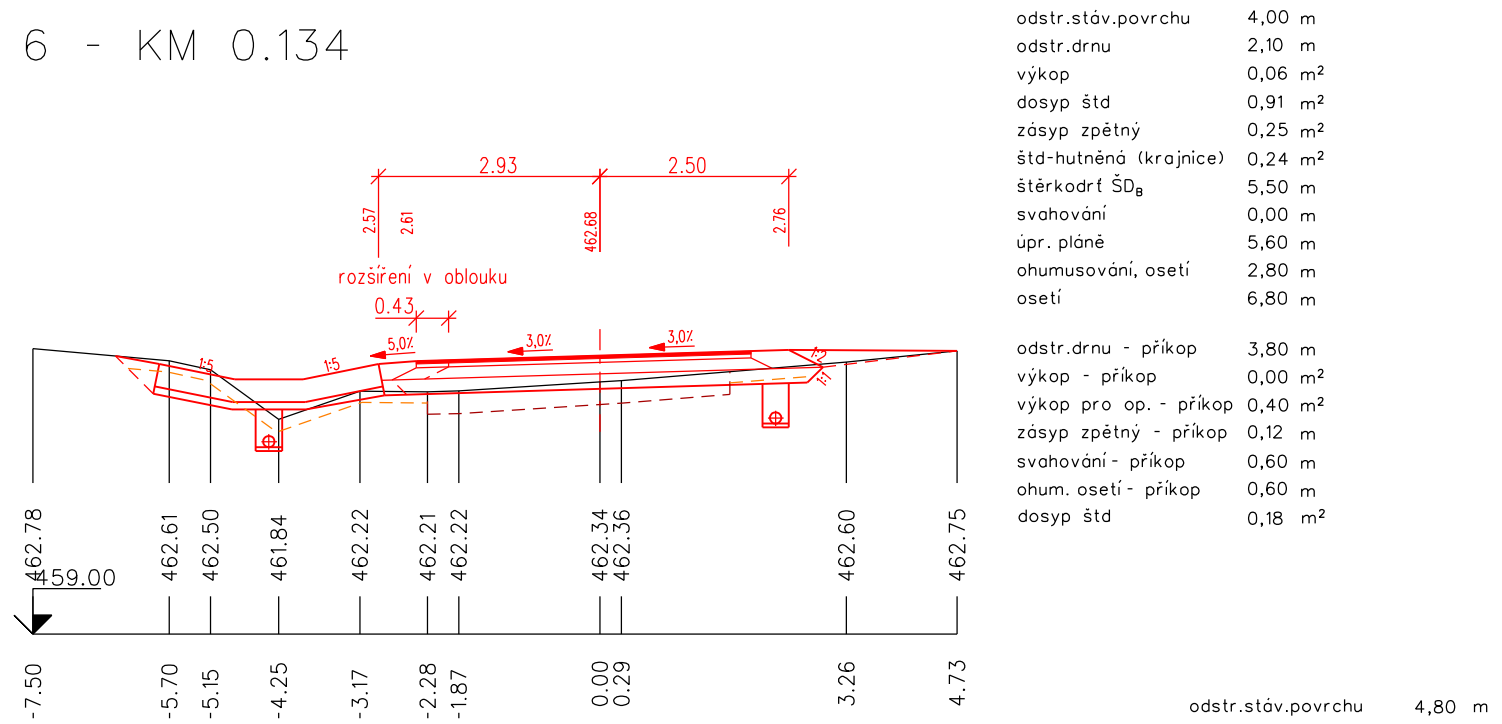 6 - KM 0.134
odstr.stáv.povrchu 4,00 m
odstr.drnu 2,10 m
výkop 0,06 m²
dosyp štd 0,91 m²
zásyp zpětný 0,25 m²
štd-hutněná (krajnice) 0,24 m²
štěrkodrť ŠD_B 5,50 m
svahování 0,00 m
úpr. pláně 5,60 m
ohumusování, osetí 2,80 m
osetí 6,80 m
odstr.drnu - příkop 3,80 m
výkop - příkop 0,00 m²
výkop pro op. - příkop 0,40 m²
zásyp zpětný - příkop 0,12 m
svahování - příkop 0,60 m
ohum. osetí - příkop 0,60 m
dosyp štd 0,18 m²
2.93 2.50
2.57 2.61 462.68 2.76
rozšíření v oblouku
0.43
5,0% 3,0% 3,0%
1:5 1:5 1:3
1:1
462.78 462.61 462.50 461.84 462.22 462.21 462.22 462.34 462.36 462.60 462.75
459.00
-7.50 -5.70 -5.15 -4.25 -3.17 -2.28 -1.87 0.00 0.29 3.26 4.73
odstr.stáv.povrchu 4,80 m